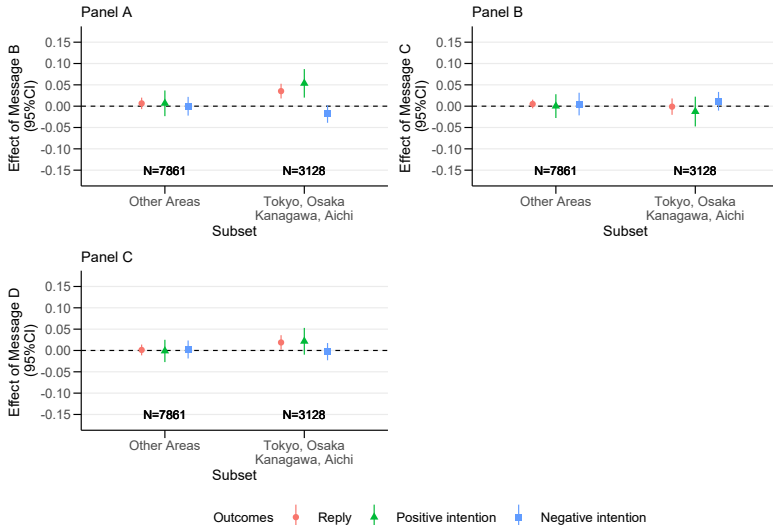 Panel A
Effect of Message B
(95%CI)
0.15
0.10
0.05
0.00
-0.05
-0.10
-0.15
N=7861
N=3128
Other Areas
Tokyo, Osaka
Kanagawa, Aichi
Subset
Panel B
Effect of Message C
(95%CI)
0.15
0.10
0.05
0.00
-0.05
-0.10
-0.15
N=7861
N=3128
Other Areas
Tokyo, Osaka
Kanagawa, Aichi
Subset
Panel C
Effect of Message D
(95%CI)
0.15
0.10
0.05
0.00
-0.05
-0.10
-0.15
N=7861
N=3128
Other Areas
Tokyo, Osaka
Kanagawa, Aichi
Subset
Outcomes Reply Positive intention Negative intention